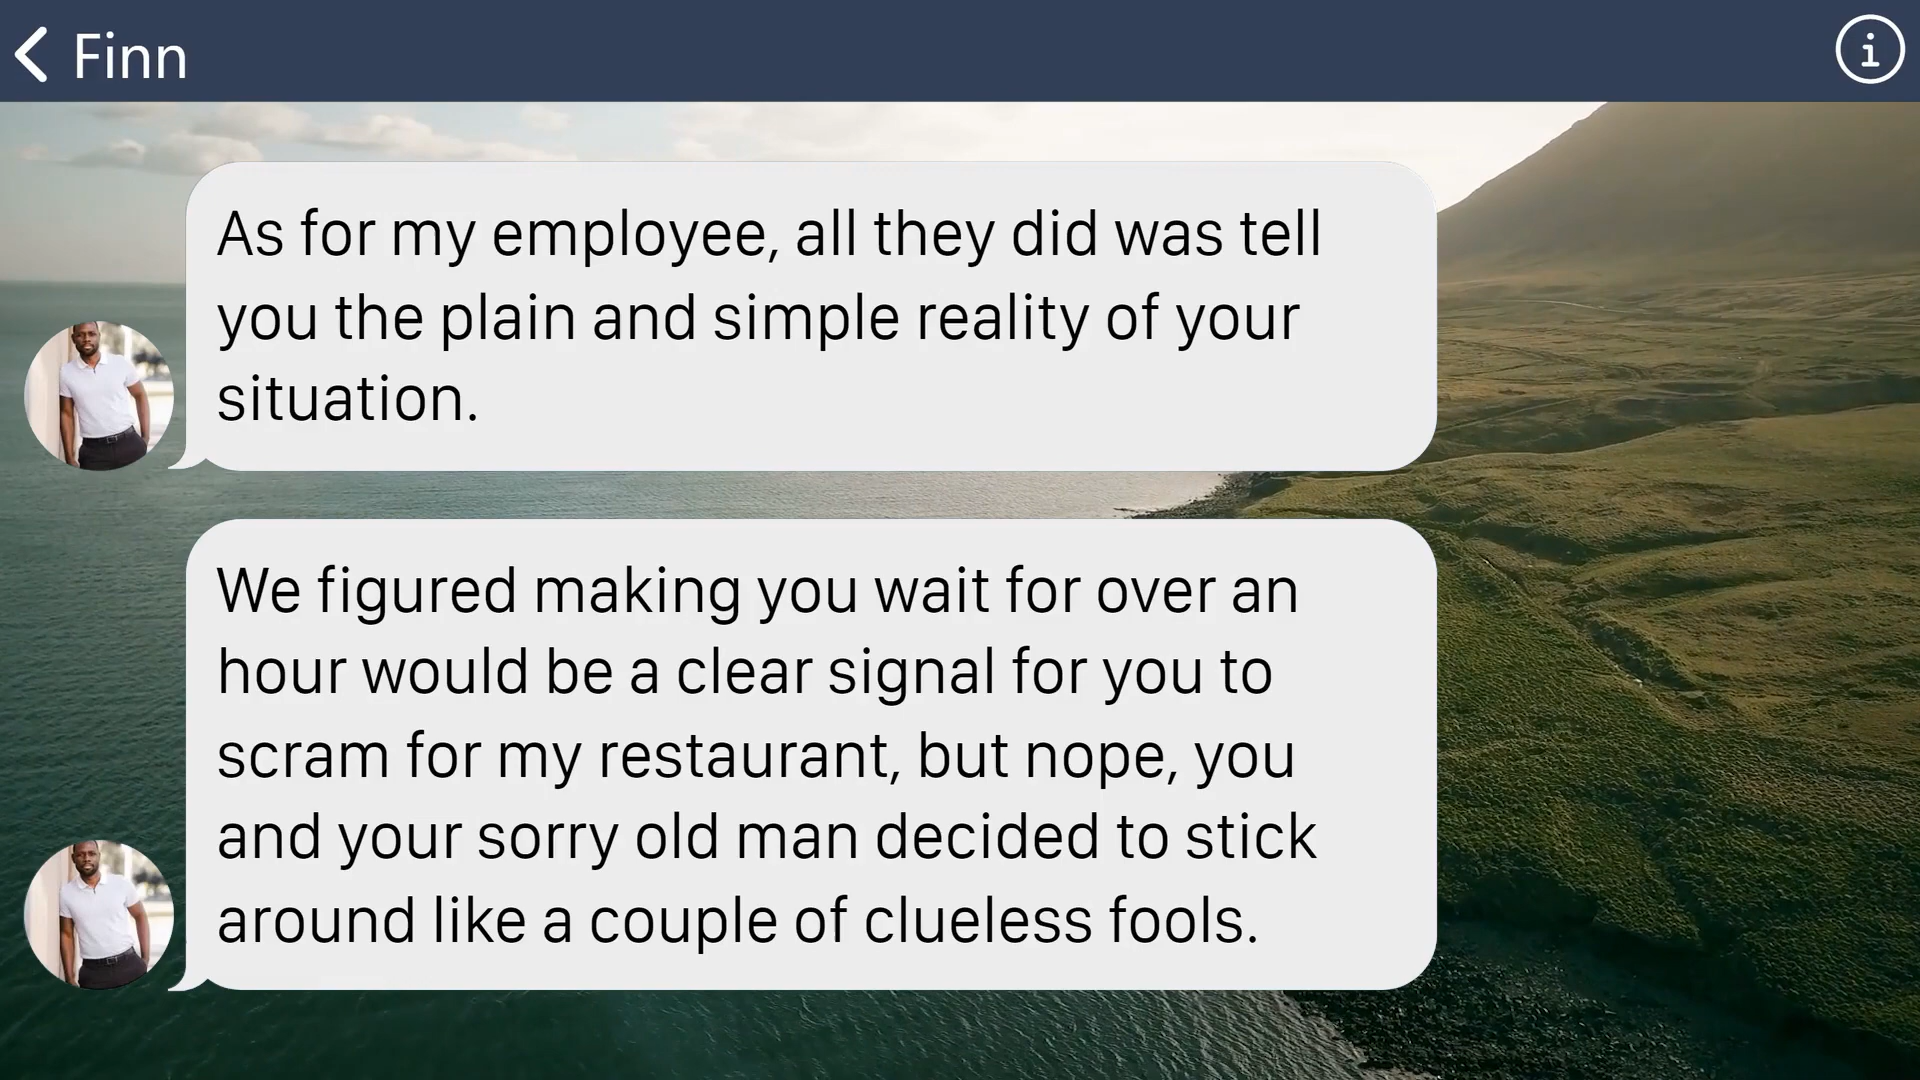 Finn
As for my employee, all they did was tell
you the plain and simple reality of your
situation.
We figured making you wait for over an
hour would be a clear signal for you to
scram for my restaurant, but nope, you
and your sorry old man decided to stick
around like a couple of clueless fools.